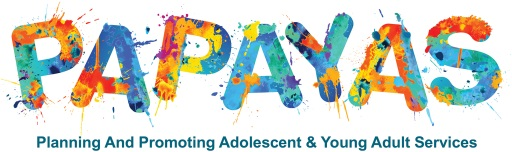 PAPAYAS
Planning And Promoting Adolescent & Young Adult Services